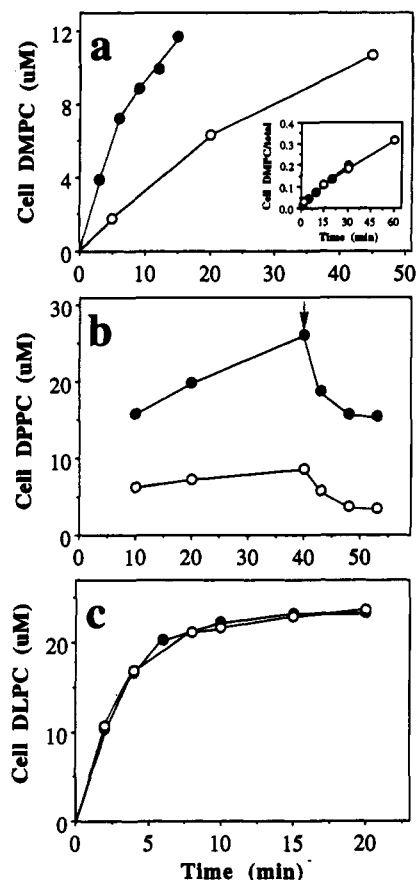 a
Cell DMPC (uM)
12
8
4
0
0 10 20 30 40 50
Cell DMPC/total
0.4
0.3
0.2
0.1
0.0
0 15 30 45 60
Time (min)
b
Cell DPPC (uM)
30
20
10
0
0 10 20 30 40 50
c
Cell DLPC (uM)
20
10
0
0 5 10 15 20
Time (min)